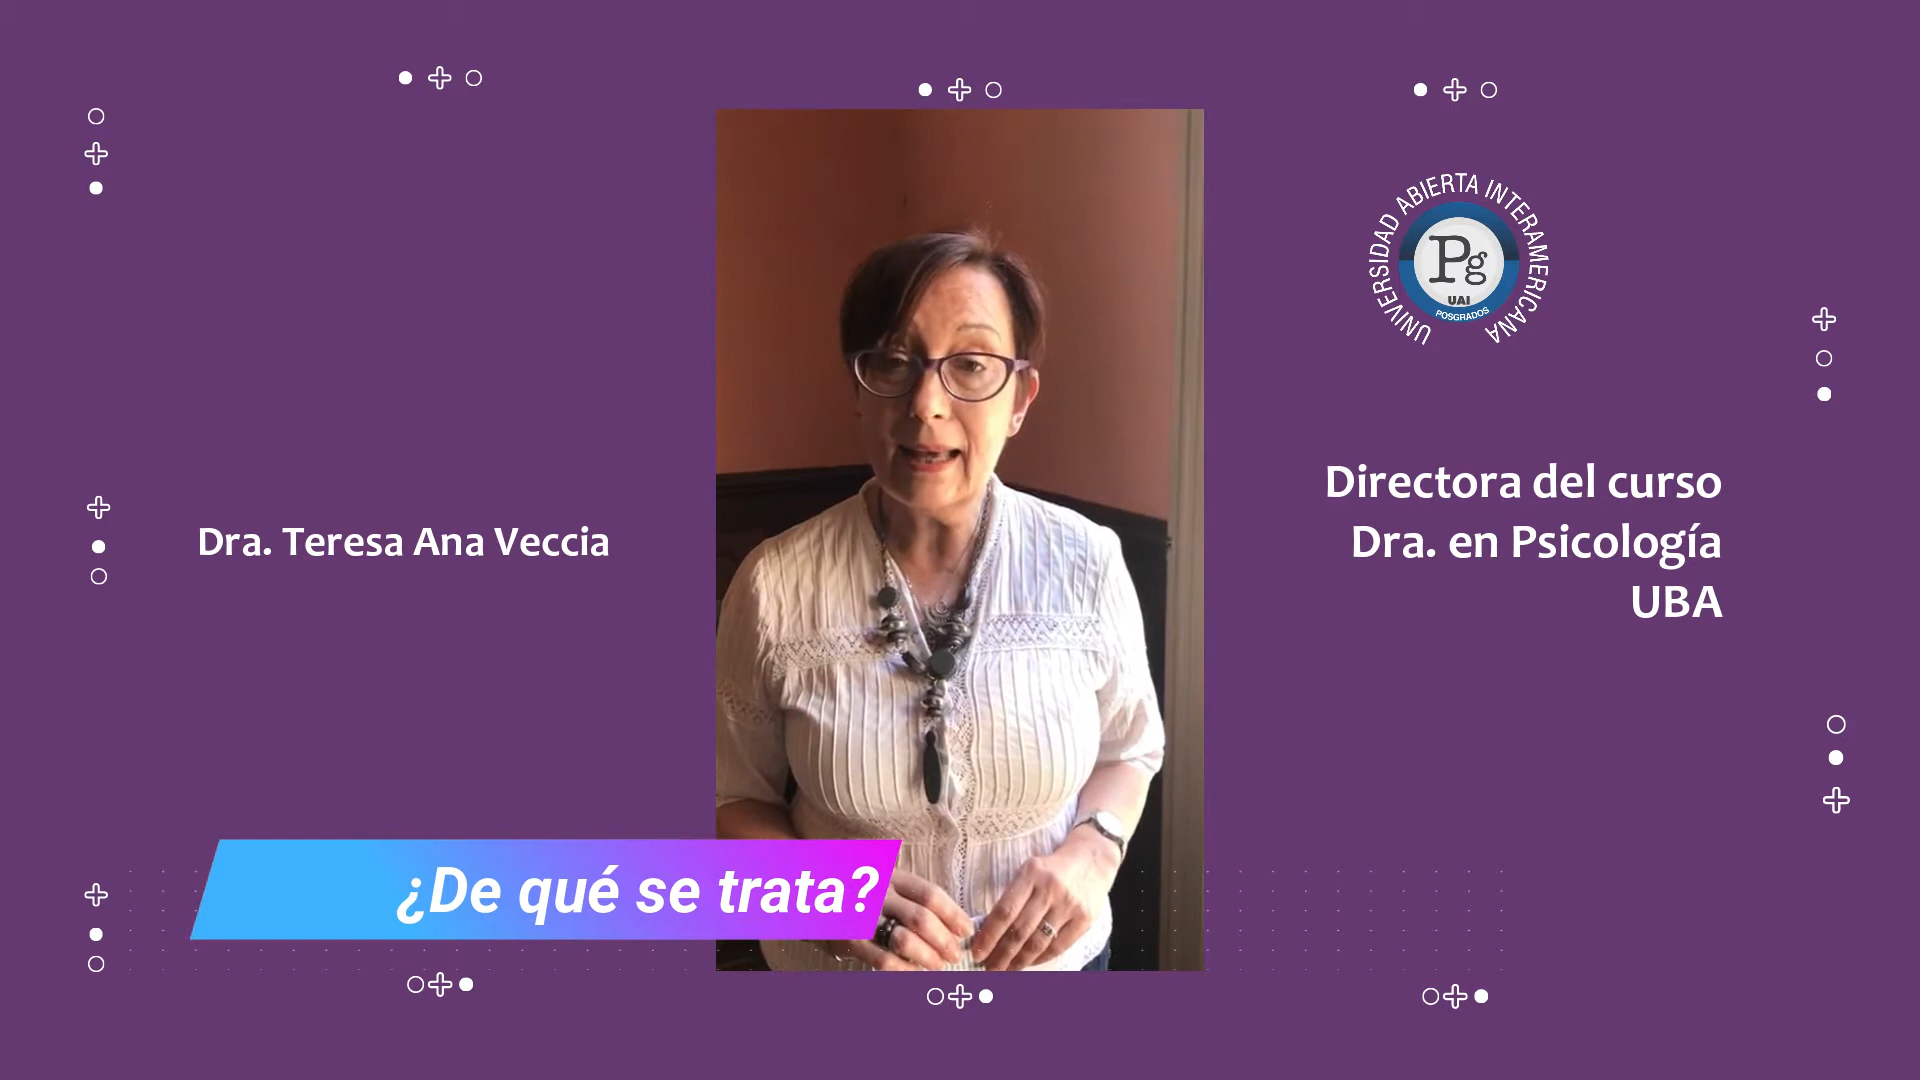 UNIVERSIDAD ABIERTA INTERAMERICANA
Pg
UAI
POSGRADOS
Dra. Teresa Ana Veccia
Directora del curso
Dra. en Psicología
UBA
¿De qué se trata?